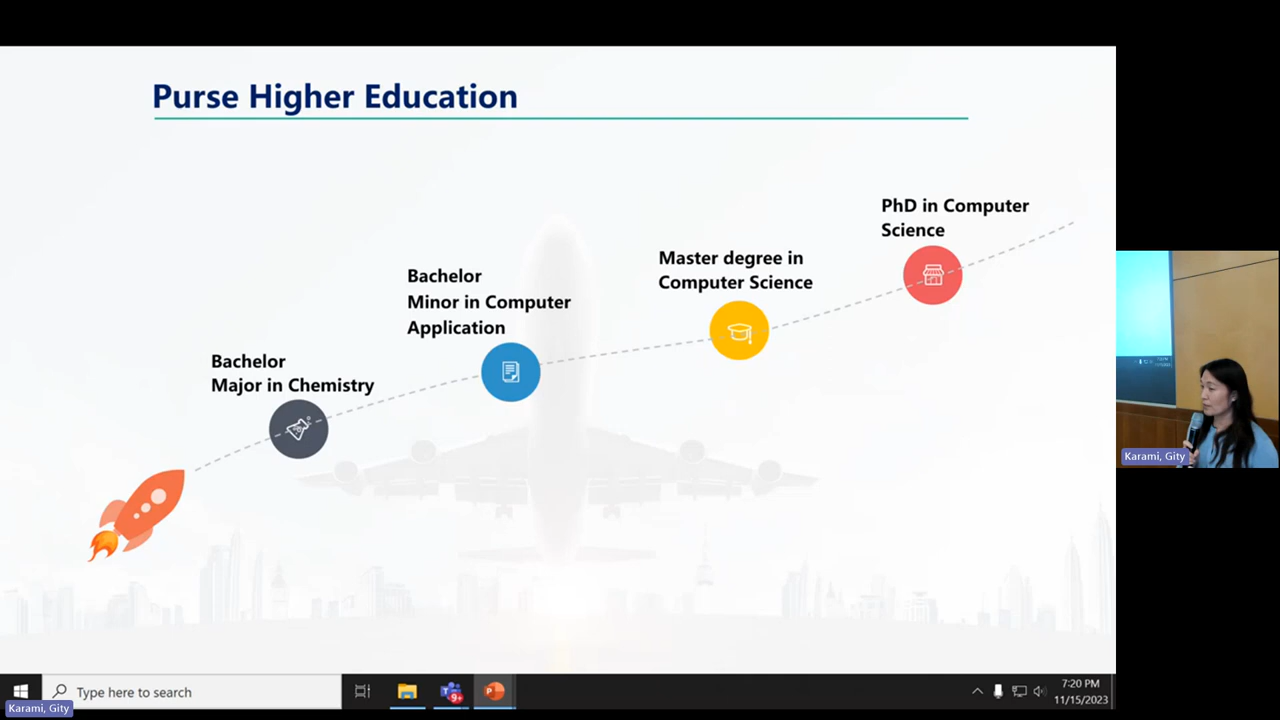 Purse Higher Education
PhD in Computer
Science
Master degree in
Computer Science
Bachelor
Minor in Computer
Application
Bachelor
Major in Chemistry
Karami, Gity
Type here to search
9+
P
7:20 PM
11/15/2023
Karami, Gity